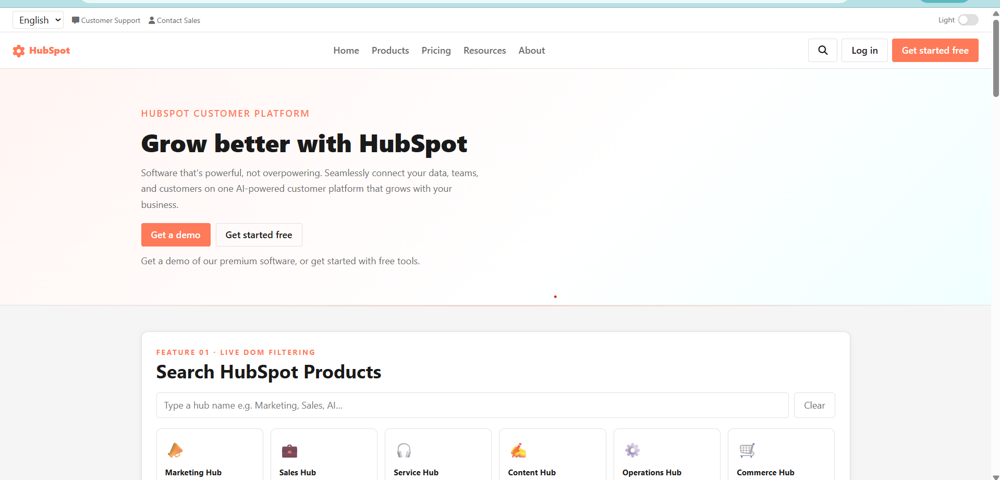 English
Customer Support
Contact Sales
Light
HubSpot
Home
Products
Pricing
Resources
About
Log in
Get started free
HUBSPOT CUSTOMER PLATFORM
Grow better with HubSpot
Software that's powerful, not overpowering. Seamlessly connect your data, teams,
and customers on one AI-powered customer platform that grows with your
business.
Get a demo
Get started free
Get a demo of our premium software, or get started with free tools.
FEATURE 01 · LIVE DOM FILTERING
Search HubSpot Products
Type a hub name e.g. Marketing, Sales, AI...
Clear
Marketing Hub
Sales Hub
Service Hub
Content Hub
Operations Hub
Commerce Hub